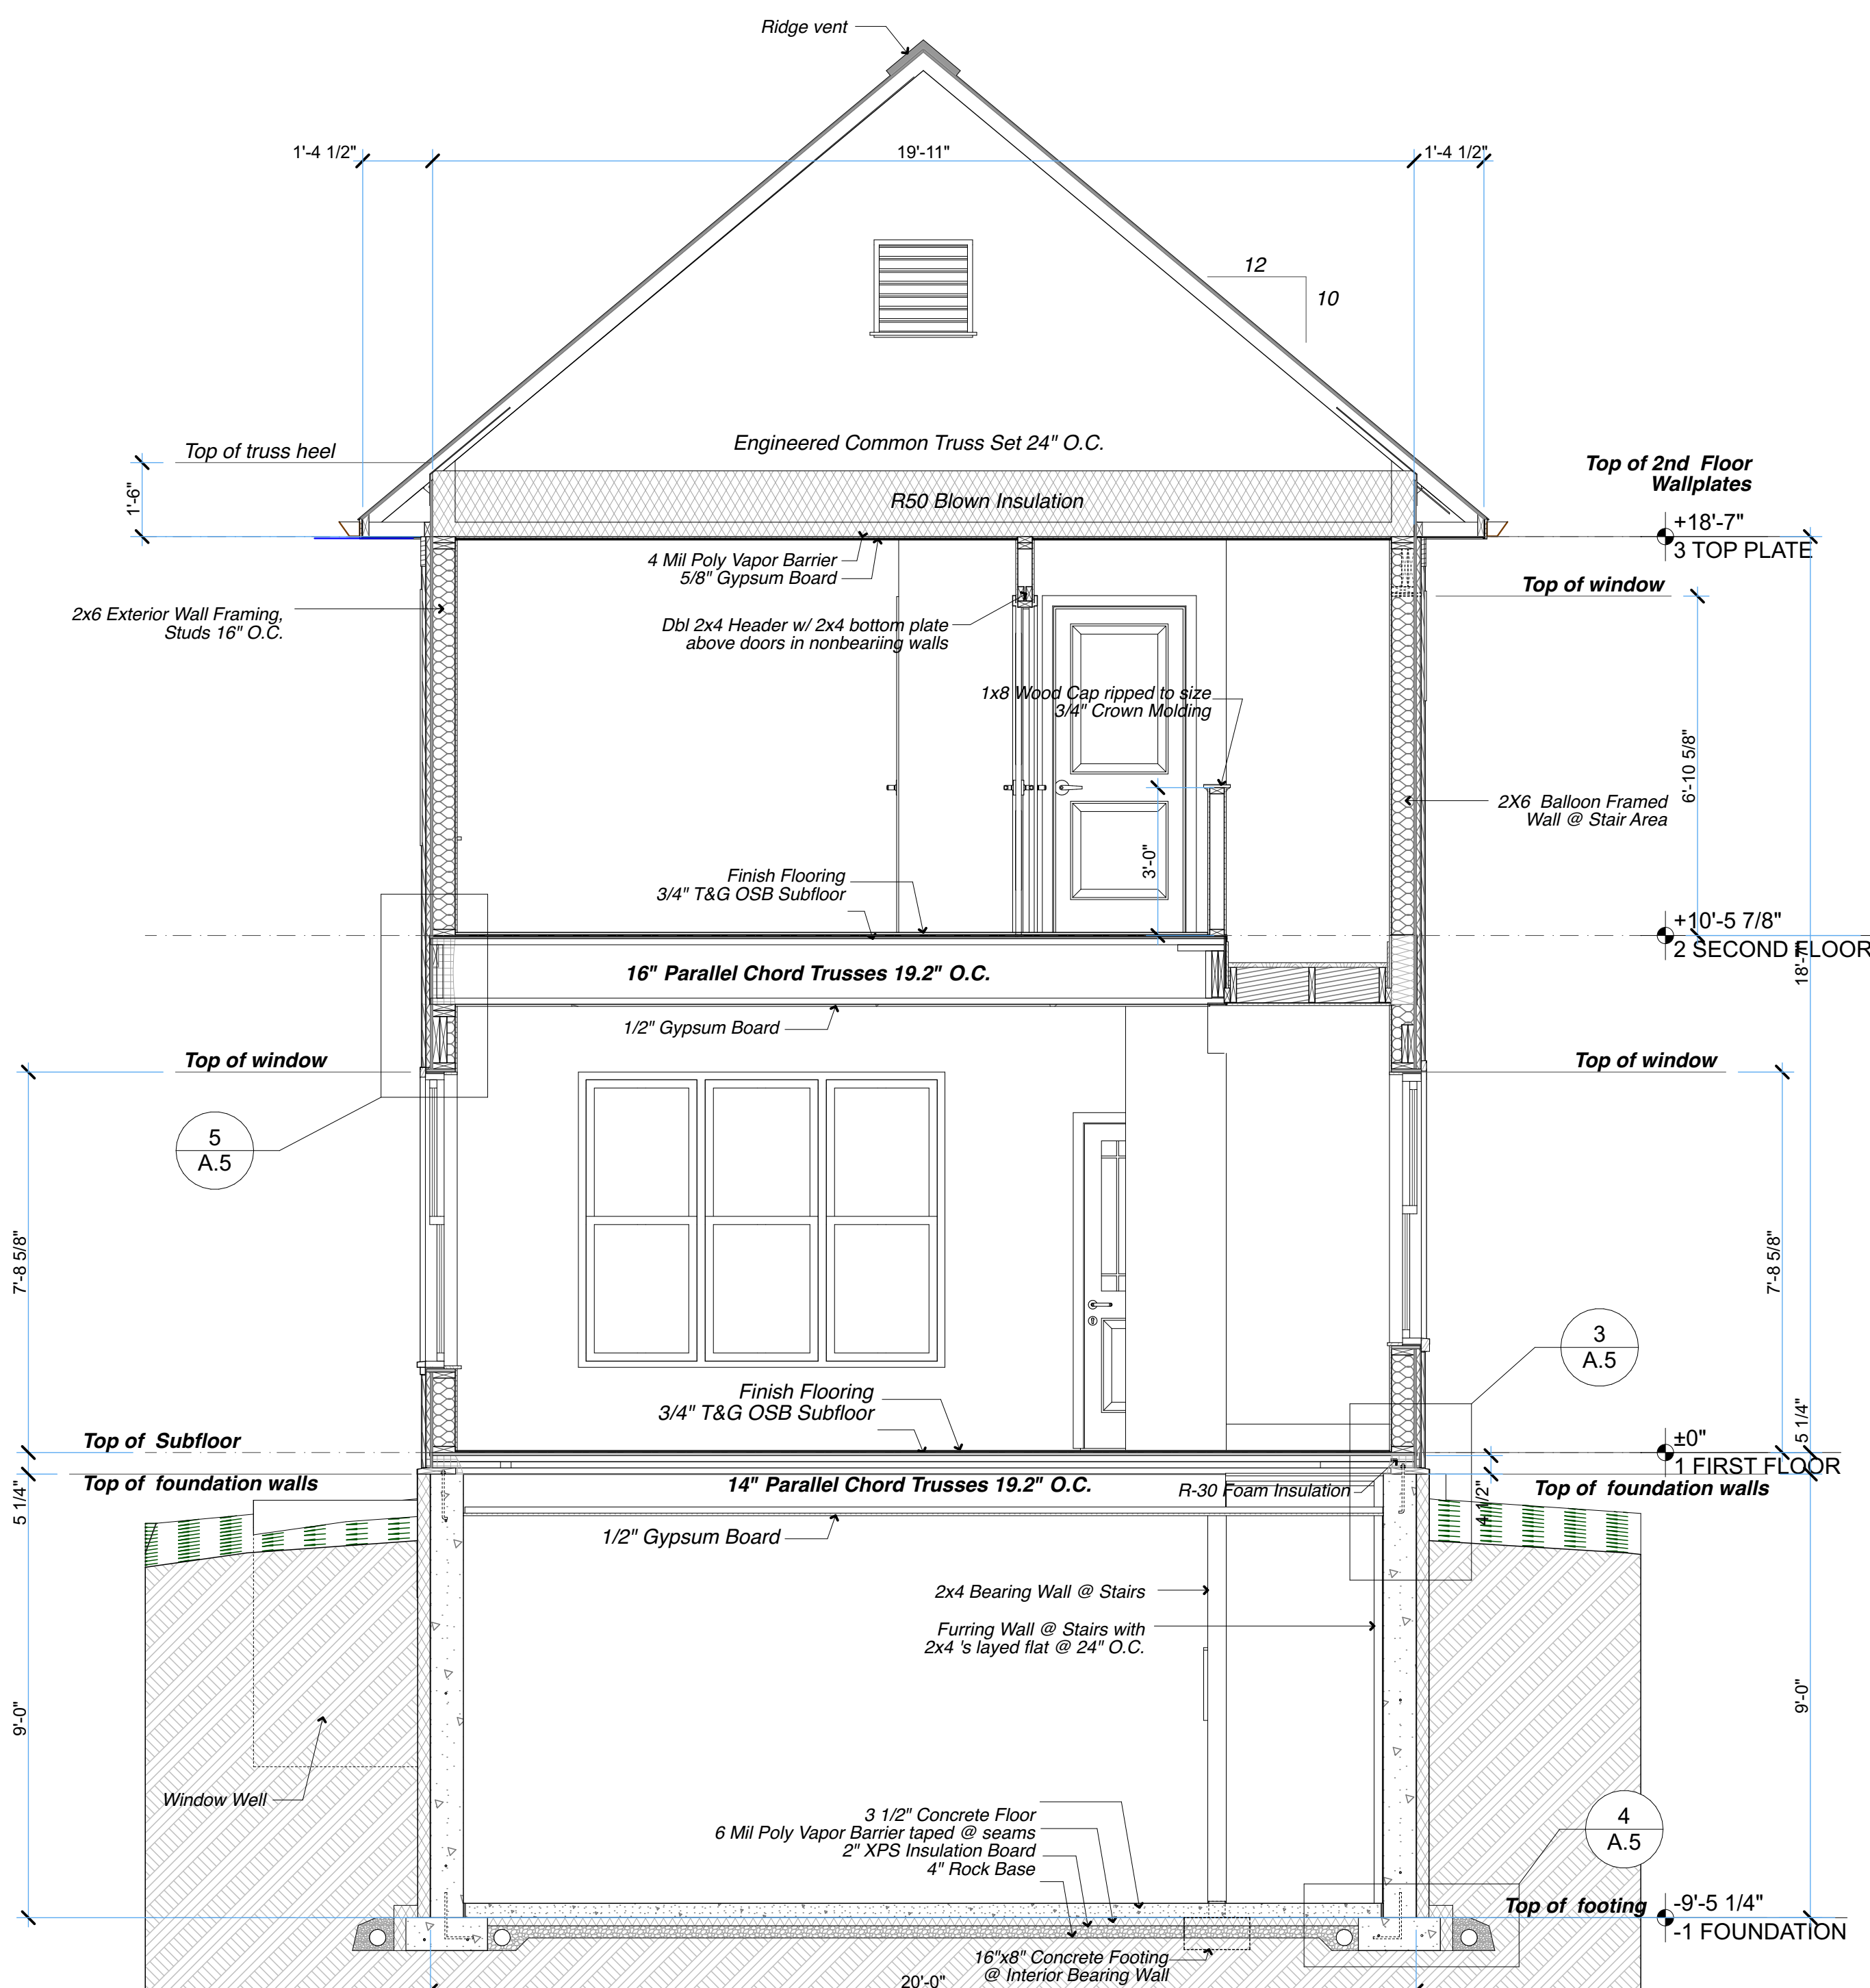 Ridge vent
1'-4 1/2"
19'-11"
1'-4 1/2"
12
10
Top of truss heel
Engineered Common Truss Set 24" O.C.
Top of 2nd Floor
Wallplates
1'-6"
R50 Blown Insulation
+18'-7"
3 TOP PLATE
4 Mil Poly Vapor Barrier
5/8" Gypsum Board
Top of window
2x6 Exterior Wall Framing,
Studs 16" O.C.
Dbl 2x4 Header w/ 2x4 bottom plate
above doors in nonbeariing walls
1x8 Wood Cap ripped to size
3/4" Crown Molding
6'-10 5/8"
2X6 Balloon Framed
Wall @ Stair Area
3'-0"
Finish Flooring
3/4" T&G OSB Subfloor
+10'-5 7/8"
2 SECOND FLOOR
18'-7"
16" Parallel Chord Trusses 19.2" O.C.
1/2" Gypsum Board
Top of window
Top of window
5
A.5
7'-8 5/8"
7'-8 5/8"
3
A.5
Finish Flooring
3/4" T&G OSB Subfloor
Top of Subfloor
5 1/4"
±0"
1 FIRST FLOOR
Top of foundation walls
14" Parallel Chord Trusses 19.2" O.C.
R-30 Foam Insulation
Top of foundation walls
5 1/4"
4 1/2"
1/2" Gypsum Board
2x4 Bearing Wall @ Stairs
Furring Wall @ Stairs with
2x4 's layed flat @ 24" O.C.
9'-0"
9'-0"
Window Well
3 1/2" Concrete Floor
6 Mil Poly Vapor Barrier taped @ seams
2" XPS Insulation Board
4" Rock Base
4
A.5
Top of footing
-9'-5 1/4"
-1 FOUNDATION
16"x8" Concrete Footing
@ Interior Bearing Wall
20'-0"